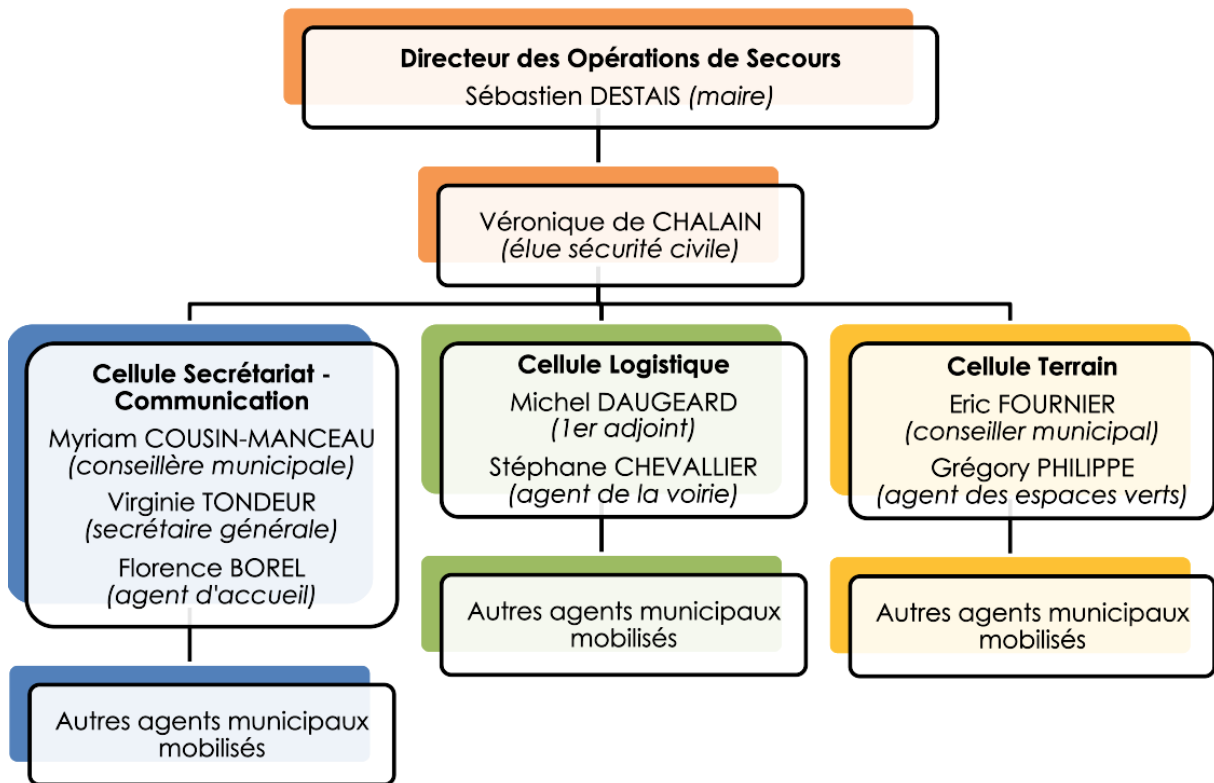 Directeur des Opérations de Secours
Sébastien DESTAIS (maire)
Véronique de CHALAIN
(élue sécurité civile)
Cellule Secrétariat -
Communication
Myriam COUSIN-MANCEAU
(conseillère municipale)
Virginie TONDEUR
(secrétaire générale)
Florence BOREL
(agent d'accueil)
Autres agents municipaux
mobilisés
Cellule Logistique
Michel DAUGEARD
(1er adjoint)
Stéphane CHEVALLIER
(agent de la voirie)
Autres agents municipaux
mobilisés
Cellule Terrain
Eric FOURNIER
(conseiller municipal)
Grégory PHILIPPE
(agent des espaces verts)
Autres agents municipaux
mobilisés